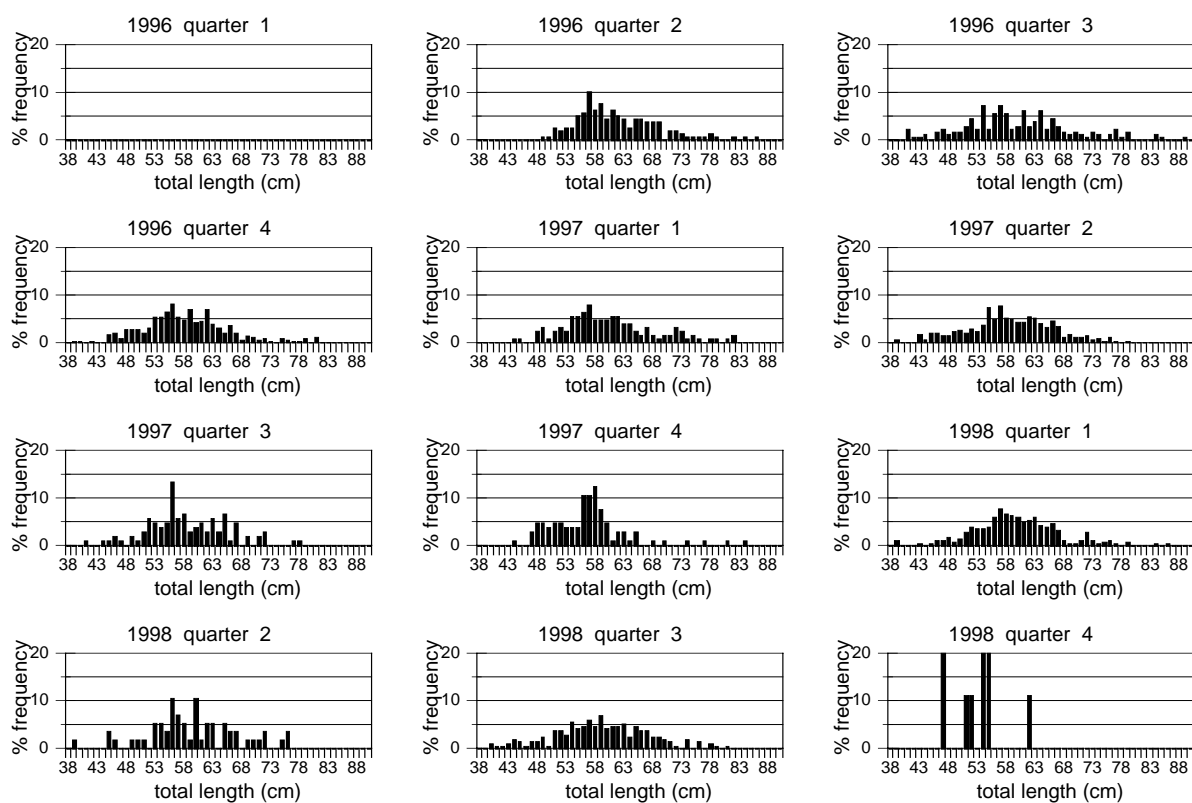 1996 quarter 1
20
10
0
% frequency
38 43 48 53 58 63 68 73 78 83 88
total length (cm)
1996 quarter 2
20
10
0
% frequency
38 43 48 53 58 63 68 73 78 83 88
total length (cm)
1996 quarter 3
20
10
0
% frequency
38 43 48 53 58 63 68 73 78 83 88
total length (cm)
1996 quarter 4
20
10
0
% frequency
38 43 48 53 58 63 68 73 78 83 88
total length (cm)
1997 quarter 1
20
10
0
% frequency
38 43 48 53 58 63 68 73 78 83 88
total length (cm)
1997 quarter 2
20
10
0
% frequency
38 43 48 53 58 63 68 73 78 83 88
total length (cm)
1997 quarter 3
20
10
0
% frequency
38 43 48 53 58 63 68 73 78 83 88
total length (cm)
1997 quarter 4
20
10
0
% frequency
38 43 48 53 58 63 68 73 78 83 88
total length (cm)
1998 quarter 1
20
10
0
% frequency
38 43 48 53 58 63 68 73 78 83 88
total length (cm)
1998 quarter 2
20
10
0
% frequency
38 43 48 53 58 63 68 73 78 83 88
total length (cm)
1998 quarter 3
20
10
0
% frequency
38 43 48 53 58 63 68 73 78 83 88
total length (cm)
1998 quarter 4
20
10
0
% frequency
38 43 48 53 58 63 68 73 78 83 88
total length (cm)